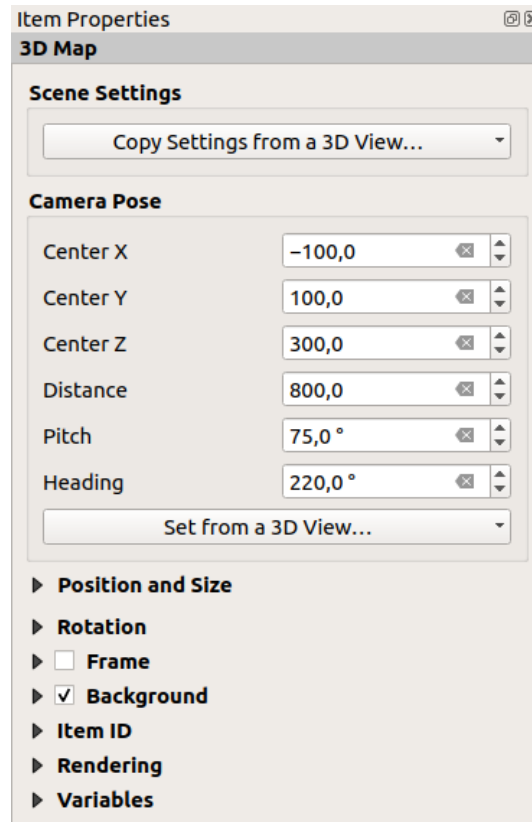 Item Properties
3D Map
Scene Settings
Copy Settings from a 3D View…
Camera Pose
Center X −100,0
Center Y 100,0
Center Z 300,0
Distance 800,0
Pitch 75,0 °
Heading 220,0 °
Set from a 3D View…
Position and Size
Rotation
Frame
Background
Item ID
Rendering
Variables